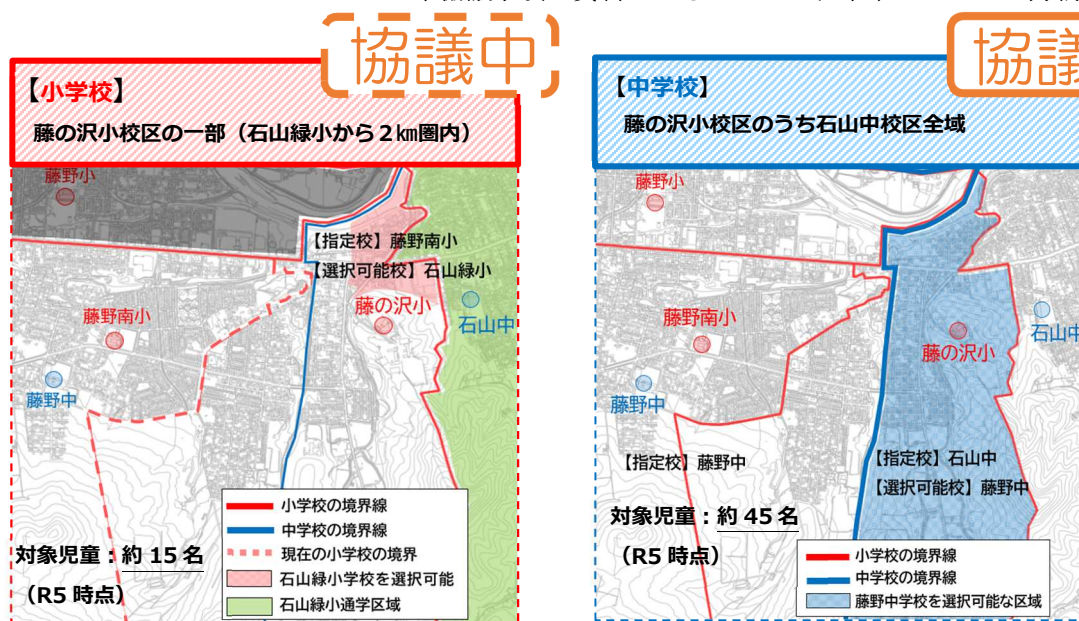 協議中
【小学校】
藤の沢小校区の一部（石山緑小から２㎞圏内）
藤野小
【指定校】藤野南小
【選択可能校】石山緑小
藤野南小
藤の沢小
石山中
藤野中
小学校の境界線
中学校の境界線
現在の小学校の境界
石山緑小学校を選択可能
石山緑小通学区域
対象児童：約 15 名
（R5 時点）
協議
【中学校】
藤の沢小校区のうち石山中校区全域
藤野小
藤野南小
藤の沢小
石山中
藤野中
【指定校】藤野中
【指定校】石山中
【選択可能校】藤野中
対象児童：約 45 名
（R5 時点）
小学校の境界線
中学校の境界線
藤野中学校を選択可能な区域